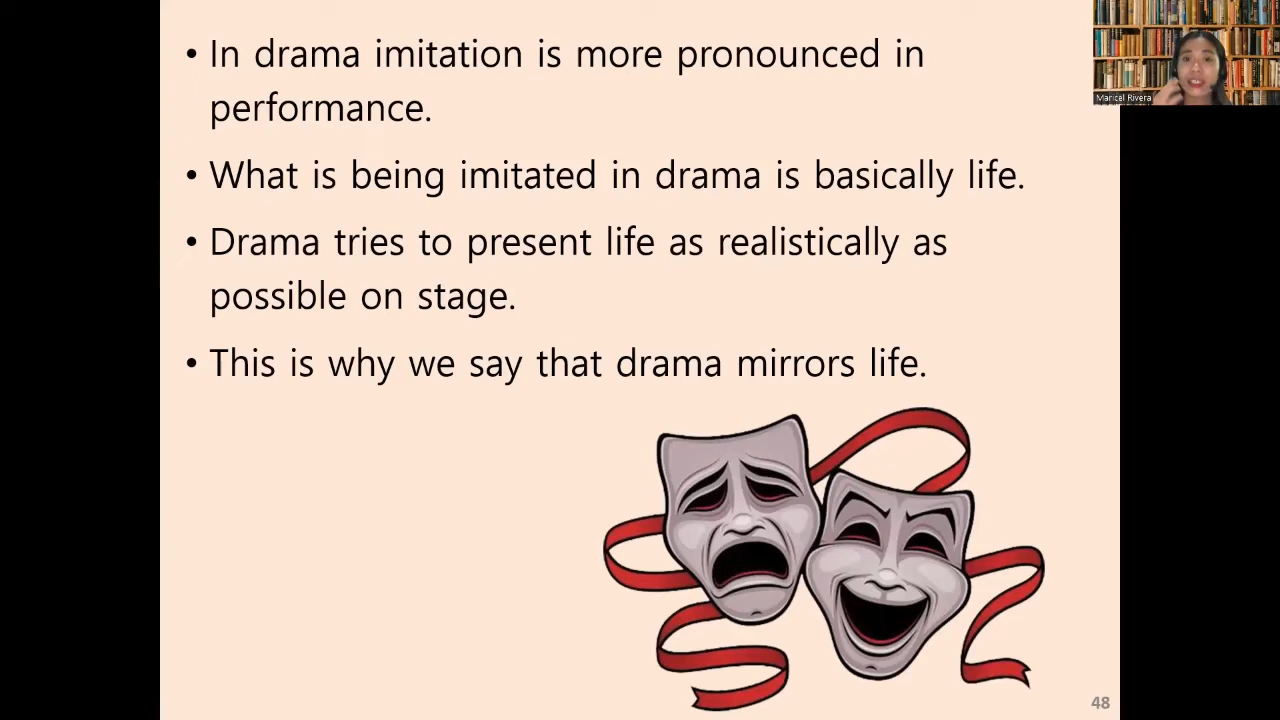 • In drama imitation is more pronounced in
performance.
• What is being imitated in drama is basically life.
• Drama tries to present life as realistically as
possible on stage.
• This is why we say that drama mirrors life.
Maricel Rivera
48